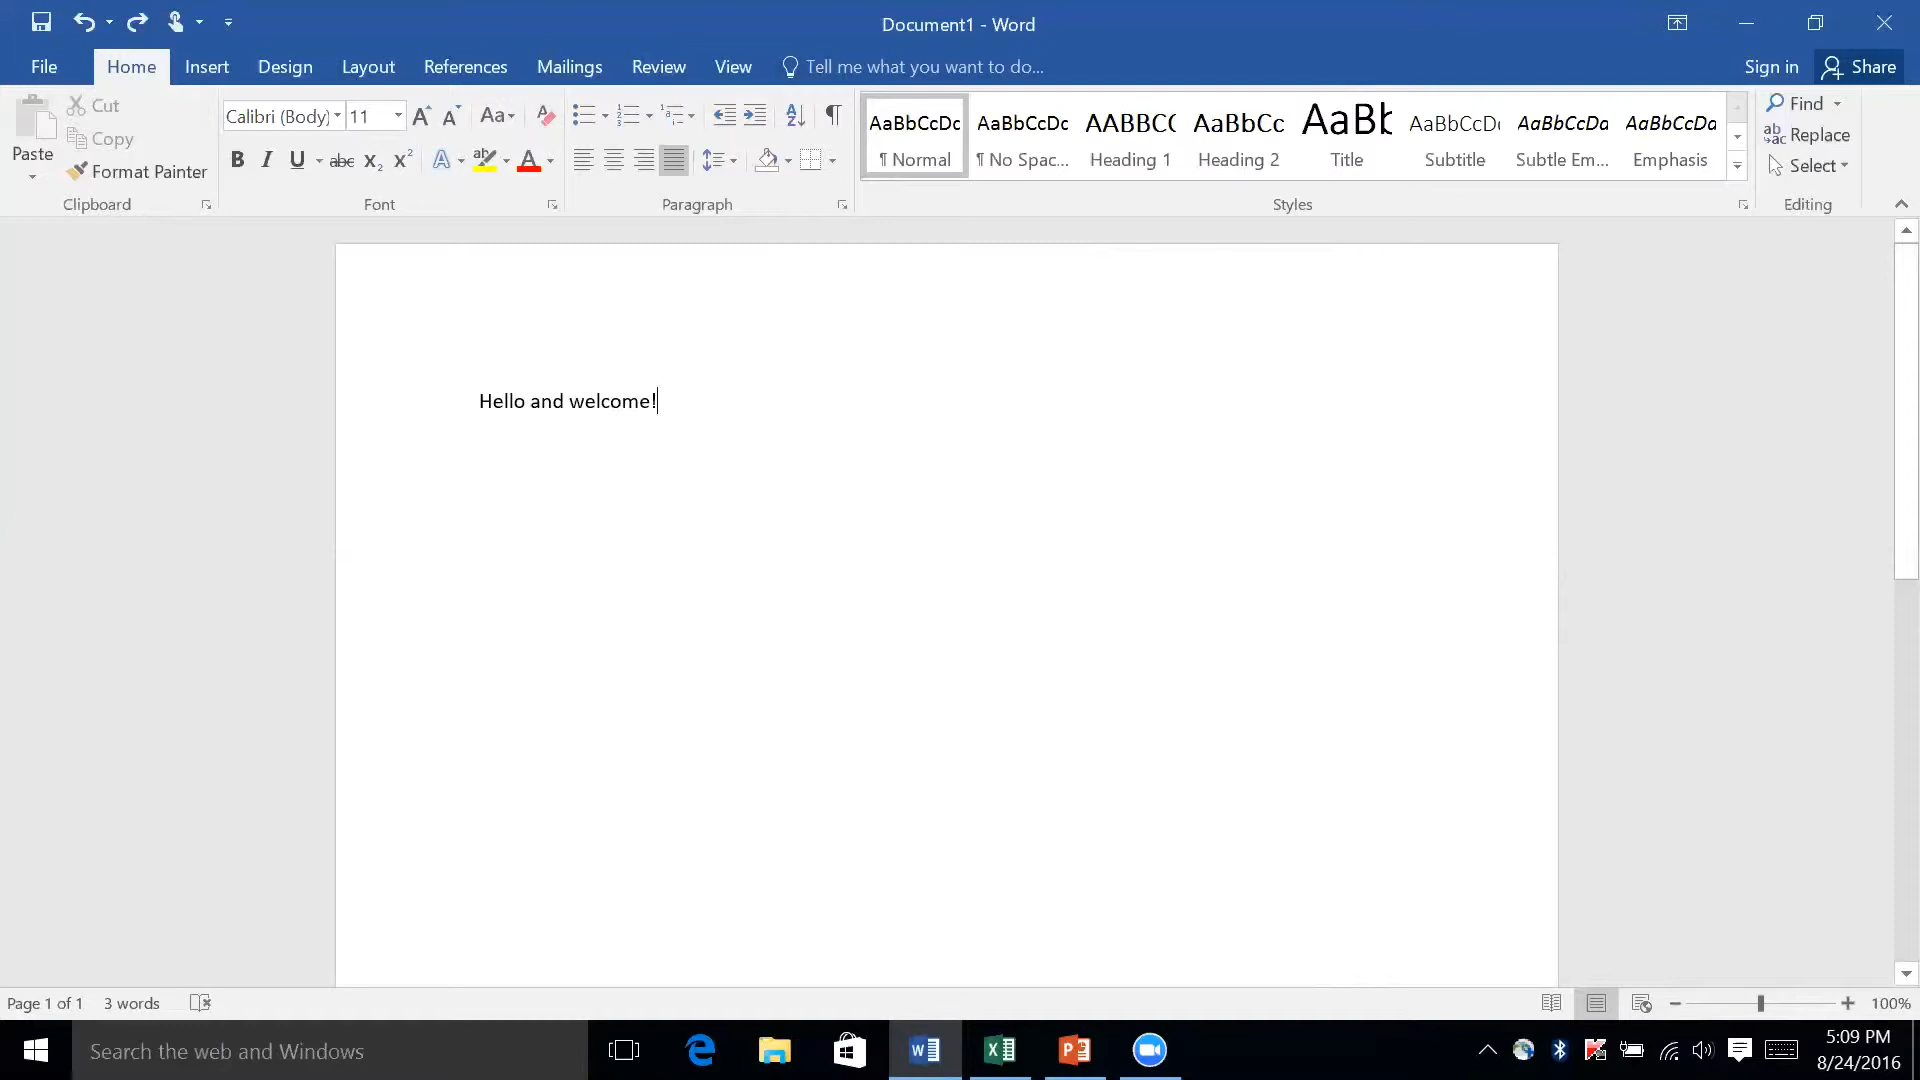 Document1 - Word
File Home Insert Design Layout References Mailings Review View Tell me what you want to do... Sign in Share
Paste
Cut
Copy
Format Painter
Clipboard
Calibri (Body) 11
Font
Paragraph
AaBbCcDc AaBbCcDc AABBC( AaBbCc AaBb AaBbCcD( AaBbCcDa AaBbCcDa
¶ Normal ¶ No Spac... Heading 1 Heading 2 Title Subtitle Subtle Em... Emphasis
Styles
Find
Replace
Select
Editing
Hello and welcome!
Page 1 of 1 3 words 100%
Search the web and Windows
5:09 PM
8/24/2016